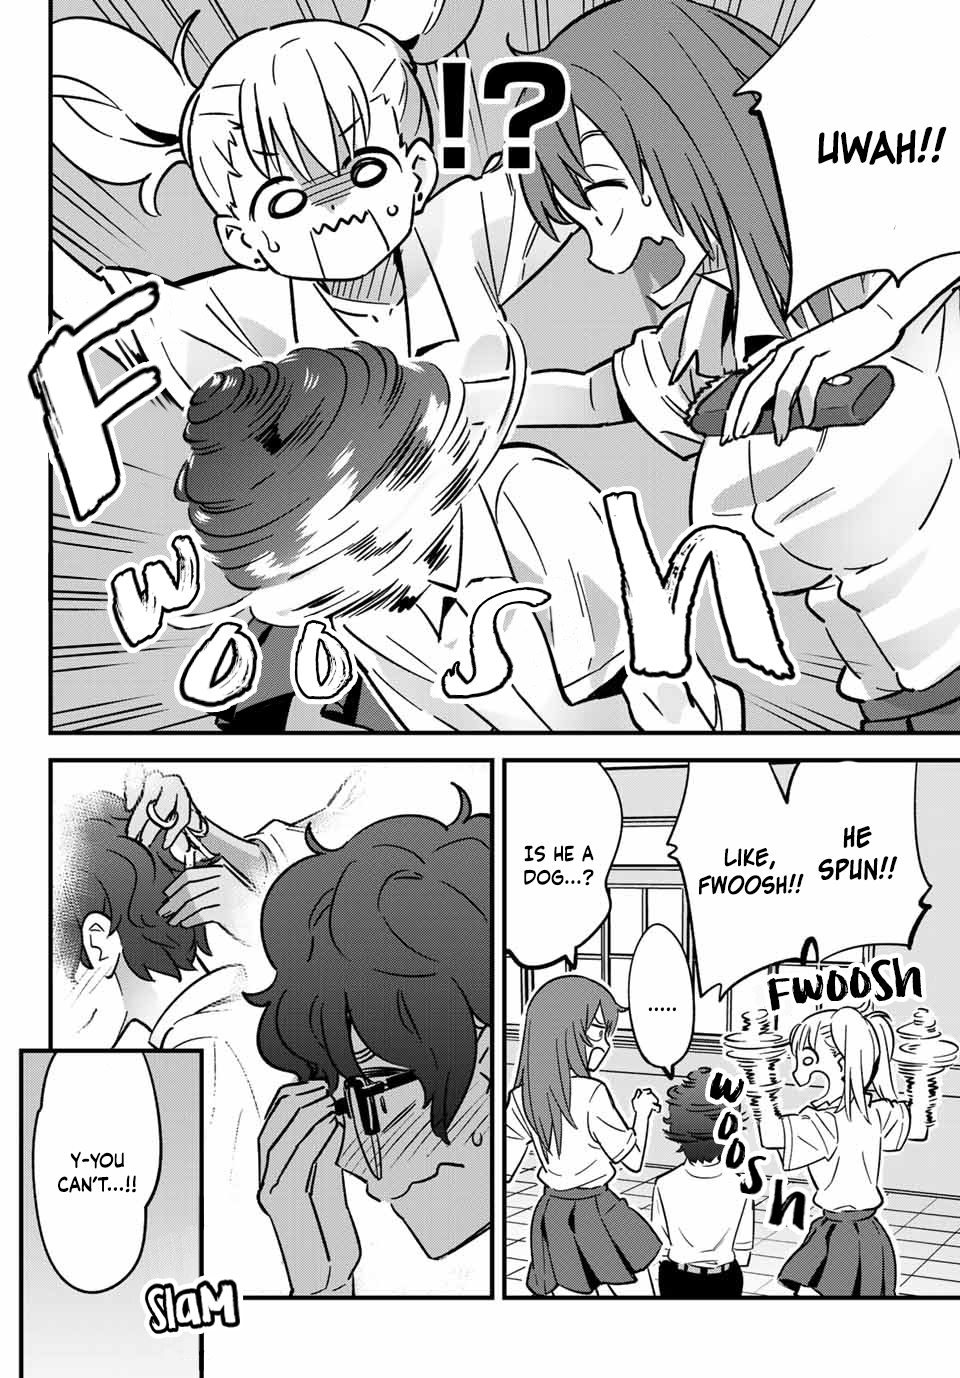 !?
UWAH!!
FWOOSH
HE
SPUN!!
LIKE,
FWOOSH!!
FWOOSH
WOOSH
......
IS HE A
DOG...?
Y-YOU
CAN'T...!!
SLAM